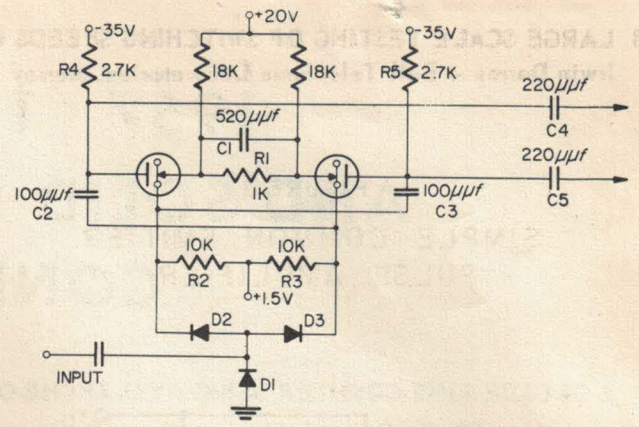 -35V
+20V
-35V
R4
2.7K
18K
18K
R5
2.7K
520μμf
C1
220μμf
C4
R1
1K
220μμf
C5
100μμf
C2
100μμf
C3
10K
R2
10K
R3
+1.5V
D2
D3
INPUT
D1